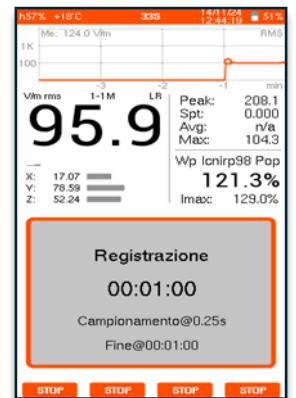 h57% +18°C 33S 14/11/24 12:44:19 51%
Me: 124.0 V/m RMS
1K
100
-3 -2 -1 min
V/m rms 1-1M LR
95.9
Peak: 208.1
Spt: 0.000
Avg: n/a
Max: 104.3
Wp Icnirp98 Pop
121.3%
Imax: 129.0%
X: 17.07
Y: 78.59
Z: 52.24
Registrazione
00:01:00
Campionamento@0.25s
Fine@00:01:00
STOP STOP STOP STOP